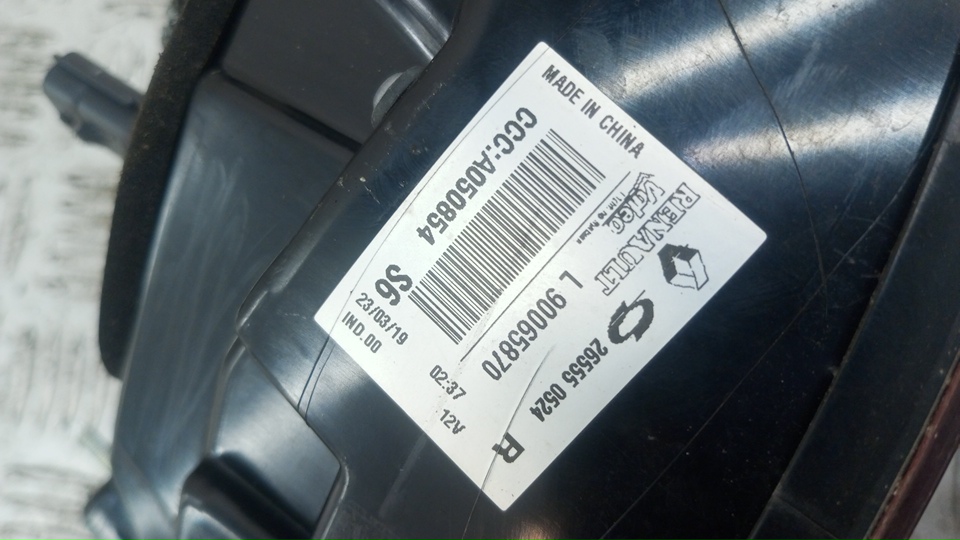 MADE IN CHINA
RENAULT
Valeo
L 90065870
26555 0524 R
CCC:A050854
S6
23/03/19
02:37
IND.00
12V